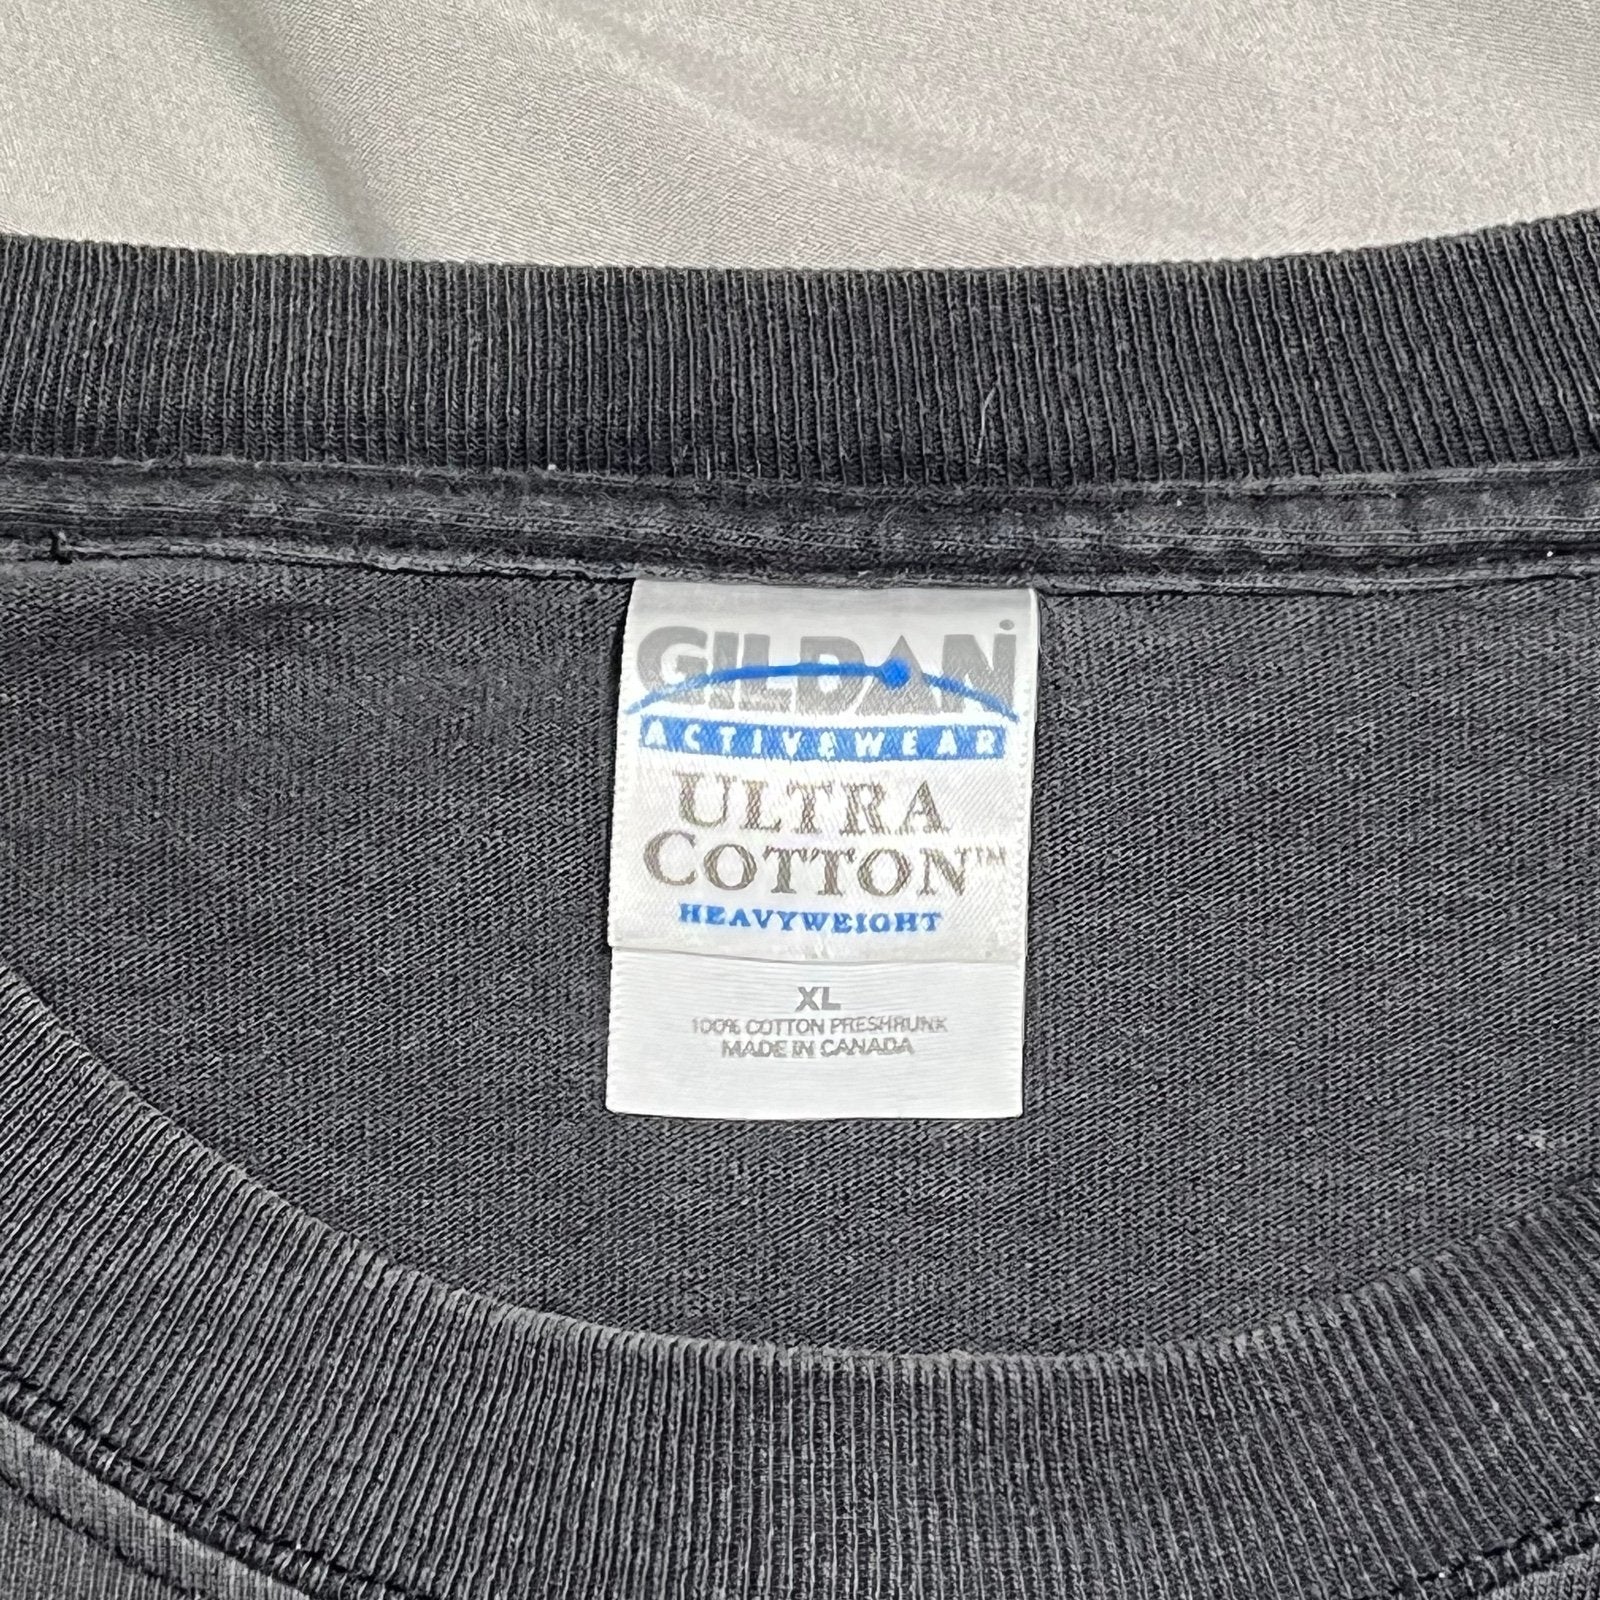 GILDAN
ACTIVEWEAR
ULTRA
COTTON™
HEAVYWEIGHT
XL
100% COTTON PRESHRUNK
MADE IN CANADA